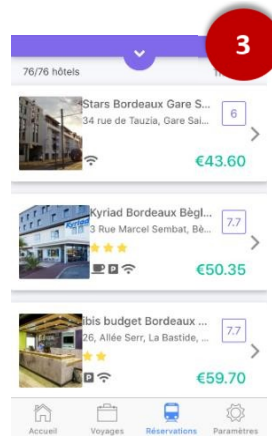 3
76/76 hôtels
Stars Bordeaux Gare S...
6
34 rue de Tauzia, Gare Sai...
€43.60
Kyriad Bordeaux Bègl...
7.7
3 Rue Marcel Sembat, Bè...
P
€50.35
ibis budget Bordeaux ...
7.7
26, Allée Serr, La Bastide, ...
P
€59.70
Accueil Voyages Réservations Paramètres